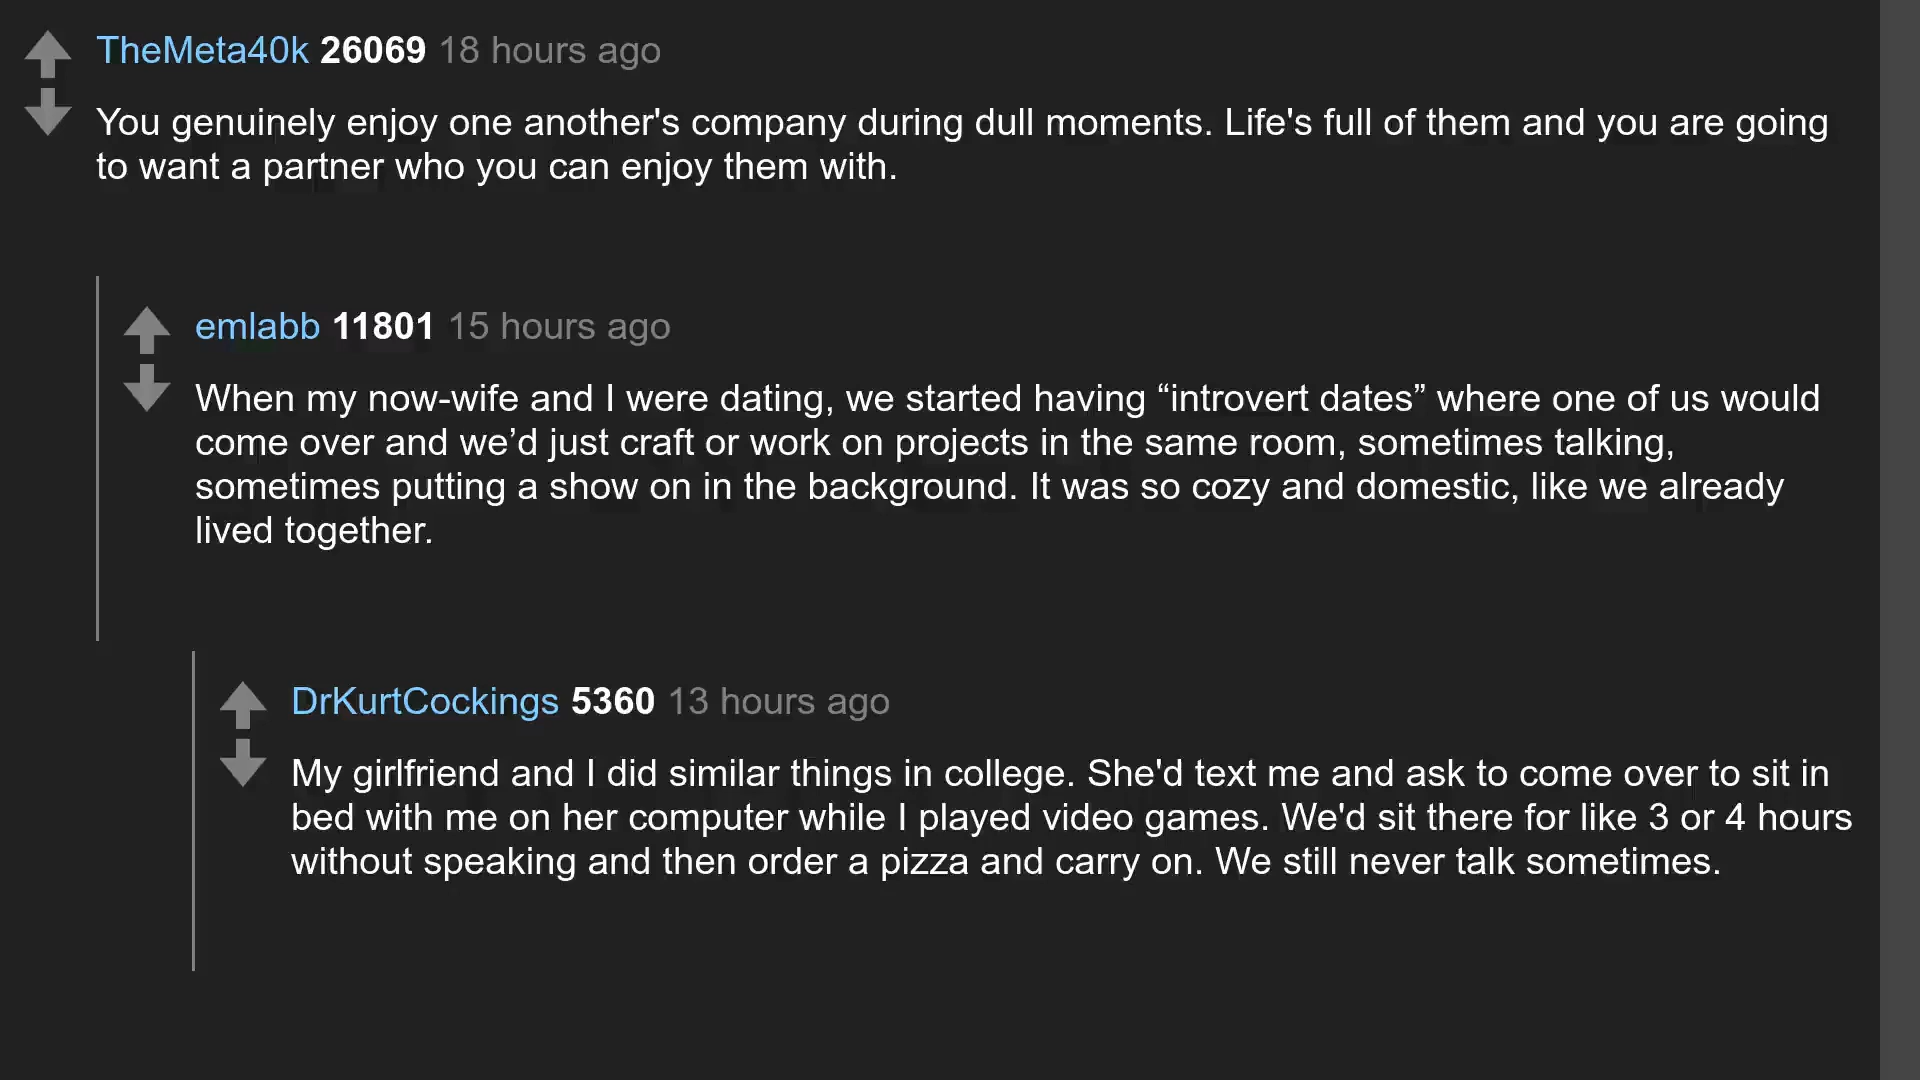 TheMeta40k 26069 18 hours ago
You genuinely enjoy one another's company during dull moments. Life's full of them and you are going
to want a partner who you can enjoy them with.
emlabb 11801 15 hours ago
When my now-wife and I were dating, we started having “introvert dates” where one of us would
come over and we’d just craft or work on projects in the same room, sometimes talking,
sometimes putting a show on in the background. It was so cozy and domestic, like we already
lived together.
DrKurtCockings 5360 13 hours ago
My girlfriend and I did similar things in college. She'd text me and ask to come over to sit in
bed with me on her computer while I played video games. We'd sit there for like 3 or 4 hours
without speaking and then order a pizza and carry on. We still never talk sometimes.